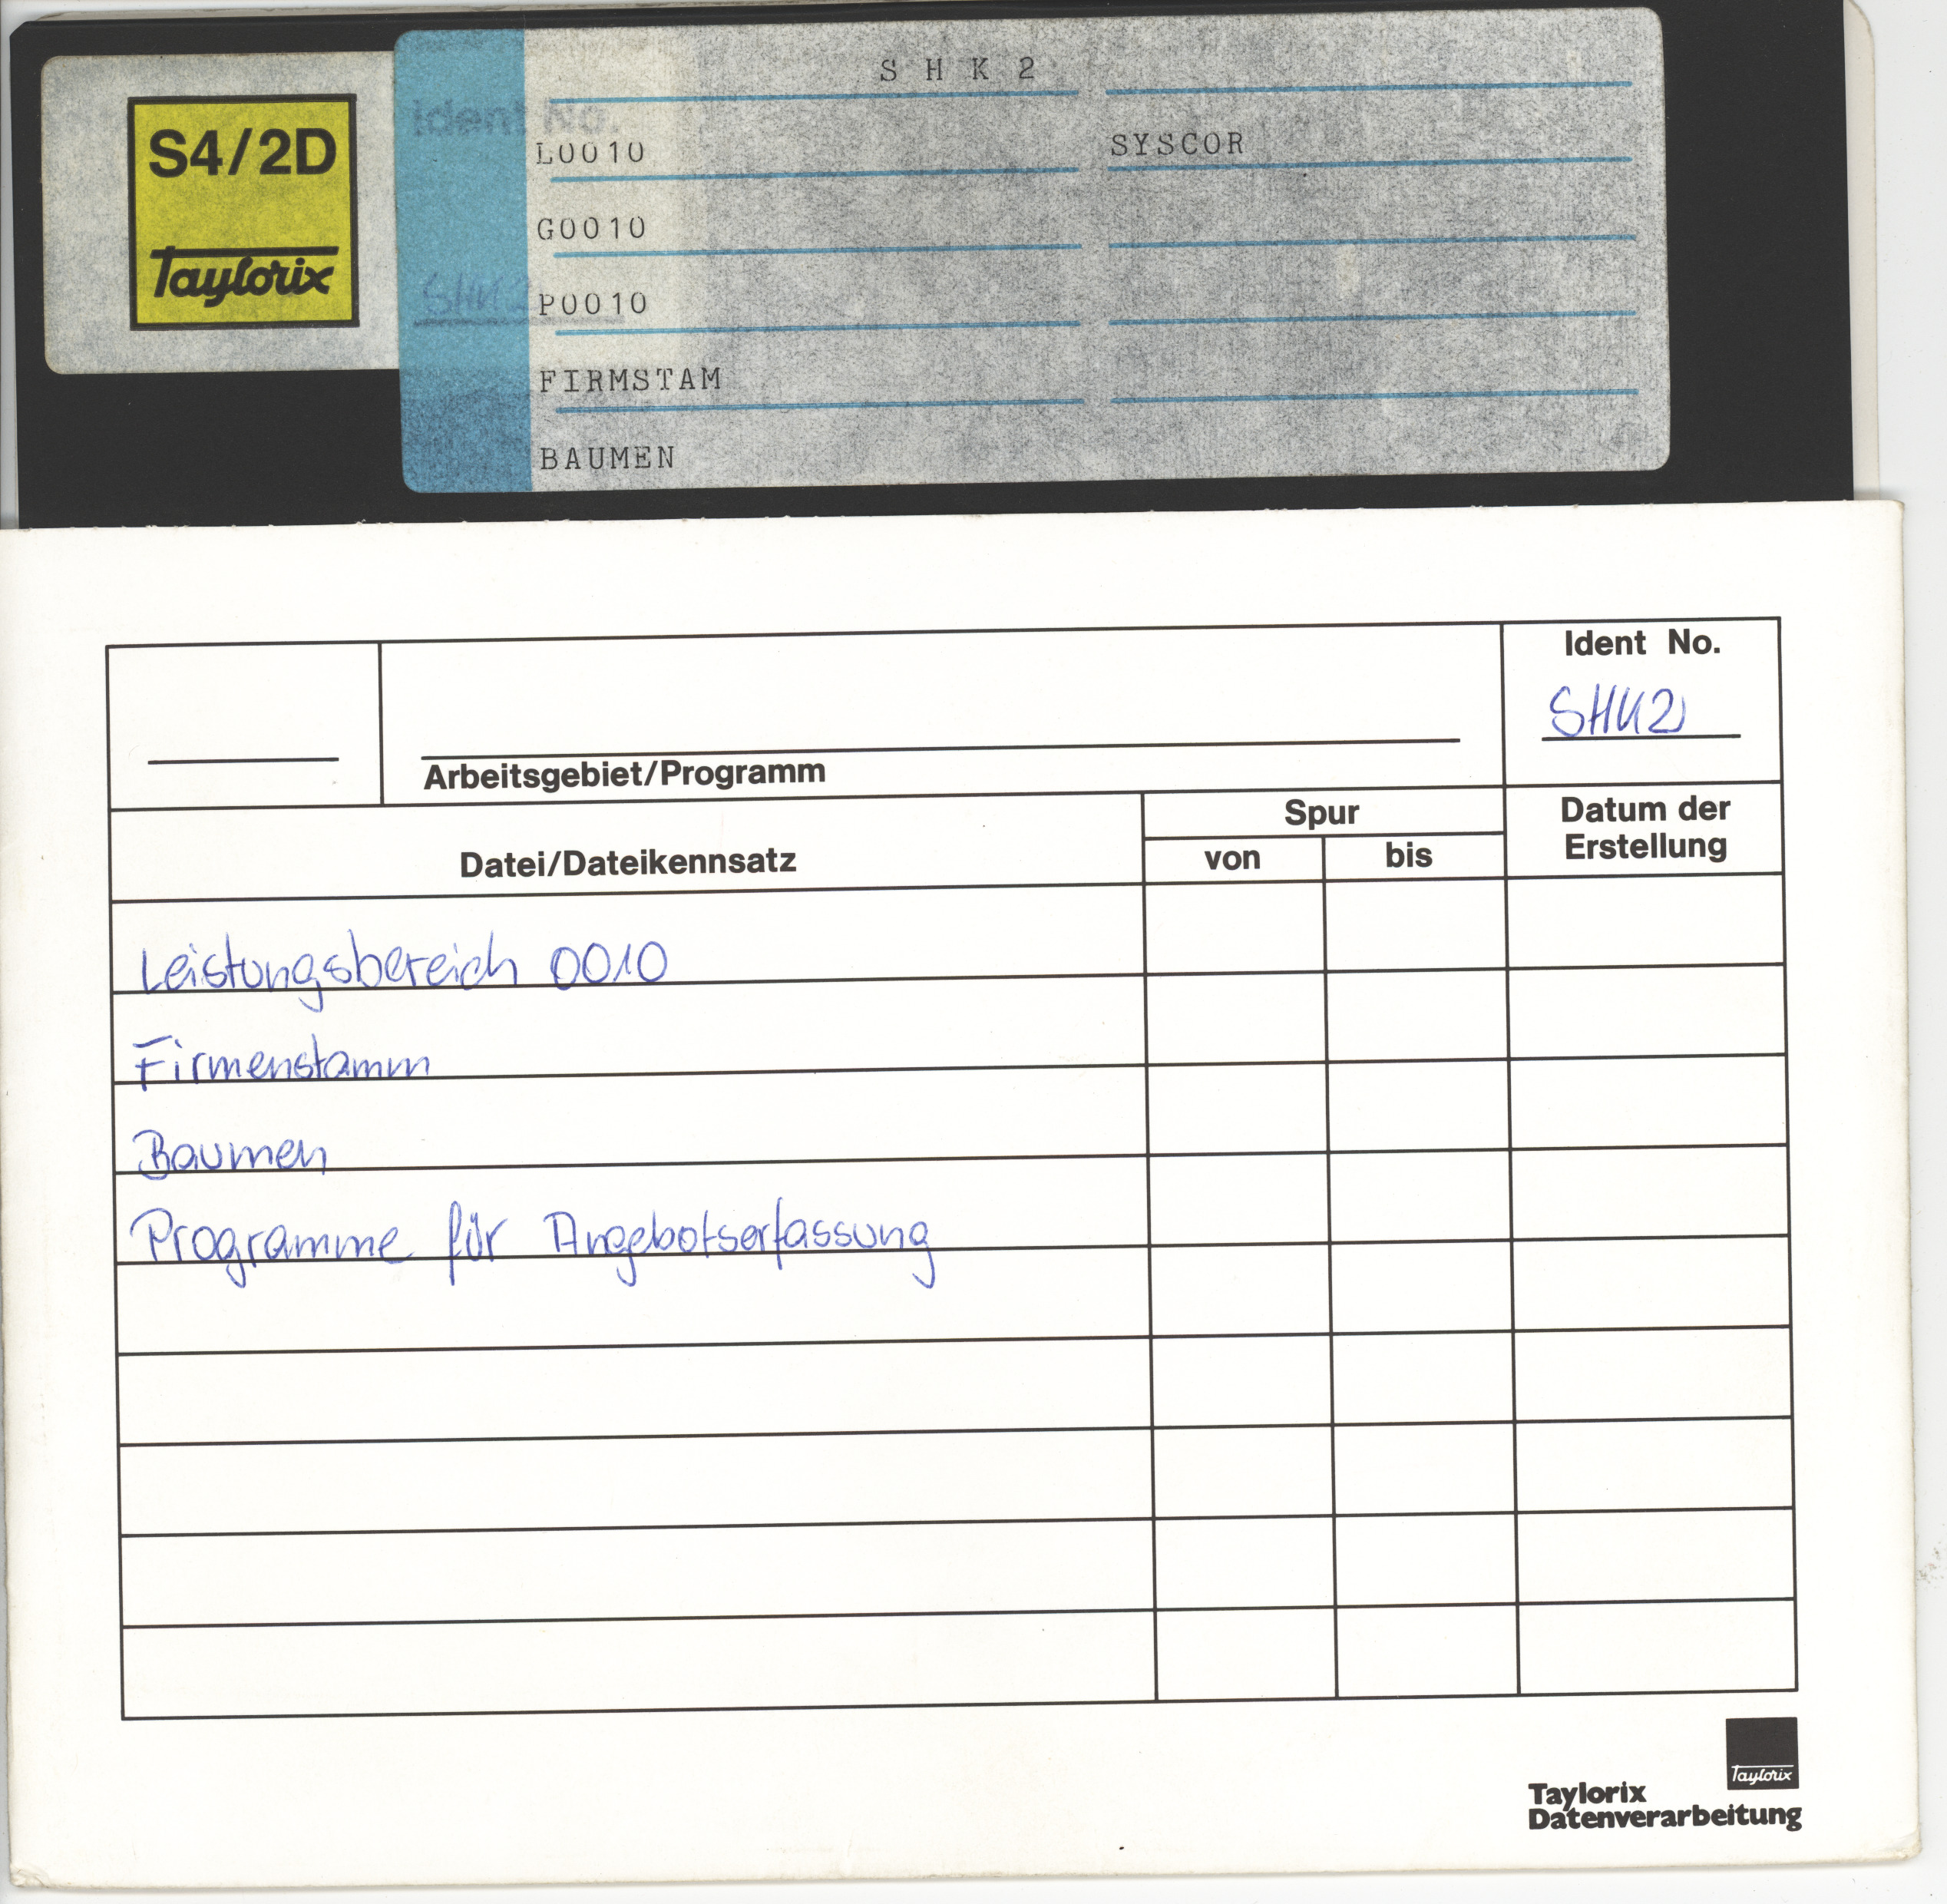 S H K 2
S4/2D
Taylorix
Ident No.
L0010
SYSCOR
G0010
SHK2
P0010
FIRMSTAM
BAUMEN
Ident No.
SHK2
Arbeitsgebiet/Programm
Datei/Dateikennsatz
Spur
von
bis
Datum der
Erstellung
Leistungsbereich 0010
Firmenstamm
Baumen
Programme für Angebotserfassung
Taylorix
Taylorix
Datenverarbeitung